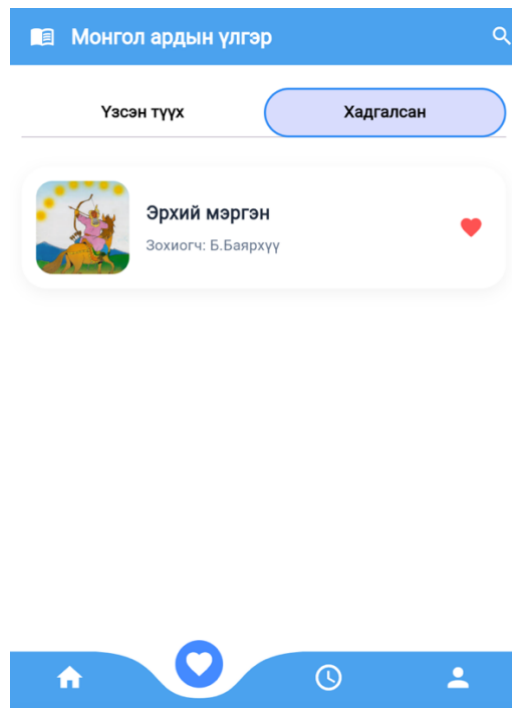 Монгол ардын үлгэр
Үзсэн түүх
Хадгалсан
Эрхий мэргэн
Зохиогч: Б.Баярхүү